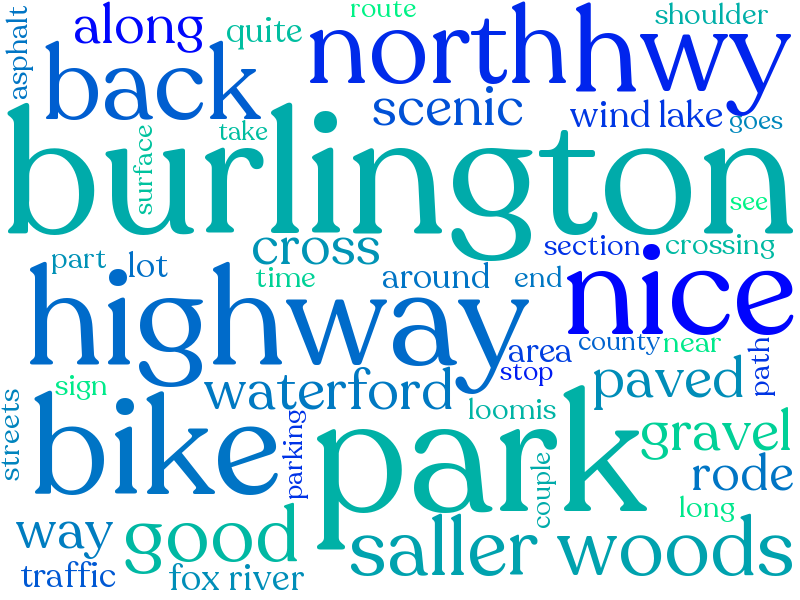 asphalt
along
quite
route
shoulder
back
north
hwy
scenic
wind lake
goes
surface
take
burlington
see
part
lot
cross
section
crossing
time
around
end
nice
highway
area
county
near
stop
path
sign
waterford
paved
streets
bike
parking
loomis
park
gravel
couple
rode
long
way
good
saller woods
traffic
fox river